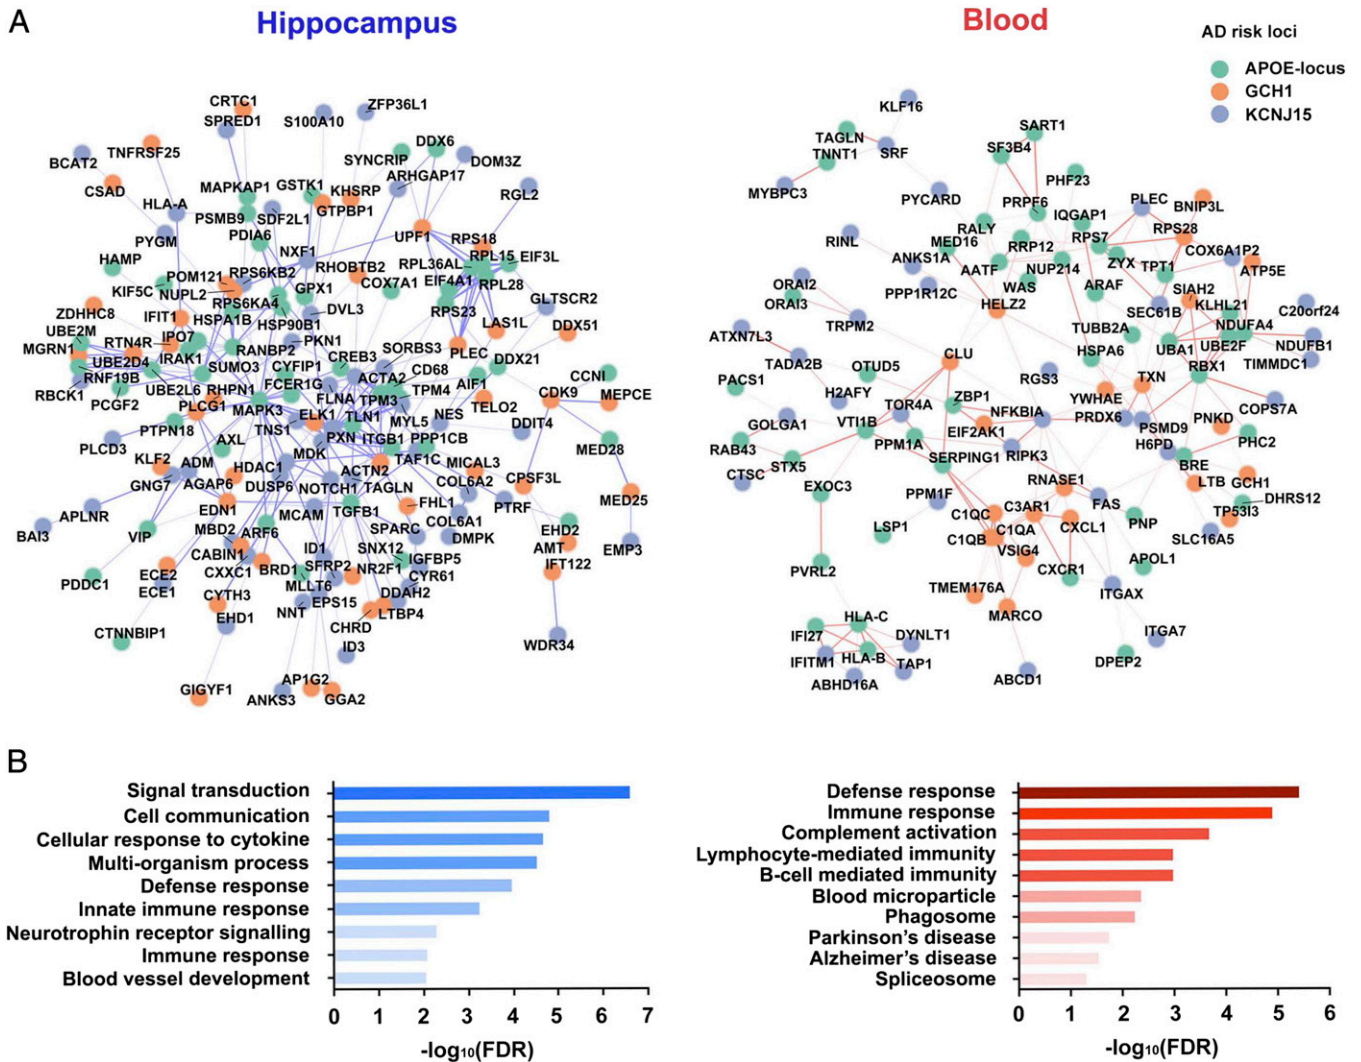 A
Hippocampus
Blood
AD risk loci
APOE-locus
GCH1
KCNJ15
CRTC1
SPRED1
S100A10
ZFP36L1
BCAT2
TNFRSF25
SYNCRIP
DDX6
DOM3Z
ARHGAP17
CSAD
MAPKAP1
GSTK1
KHSRP
GTPBP1
RGL2
HLA-A
PSMB9
SDF2L1
PYGM
PDIA6
NXF1
UPF1
RPS18
RPL15
EIF3L
HAMP
POM121
RPS6KB2
RHOBTB2
RPL36AL
KIF5C
NUPL2
GPX1
COX7A1
EIF4A1
RPL28
ZDHHC8
RPS6KA4
DVL3
GLTSCR2
UBE2M
IFIT1
HSPA1B
HSP90B1
RPS23
LAS1L
DDX51
MGRN1
RTN4R
IPO7
PKN1
SORBS3
PLEC
UBE2D4
IRAK1
RANBP2
CREB3
CD68
DDX21
RNF19B
SUMO3
CYFIP1
ACTA2
AIF1
CCNI
RBCK1
UBE2L6
RHPN1
FCER1G
TPM4
CDK9
MEPCE
PCGF2
PLCG1
MAPK3
FLNA
TPM3
TELO2
PTPN18
ELK1
TLN1
MYL5
NES
DDIT4
PLCD3
AXL
TNS1
PXN
ITGB1
PPP1CB
MED28
KLF2
ADM
HDAC1
MDK
TAF1C
GNG7
AGAP6
DUSP6
ACTN2
MICAL3
CPSF3L
NOTCH1
TAGLN
COL6A2
MED25
APLNR
EDN1
MCAM
TGFB1
FHL1
PTRF
BAI3
MBD2
ARF6
SPARC
COL6A1
VIP
CABIN1
ID1
SNX12
DMPK
EHD2
EMP3
ECE2
CXXC1
BRD1
SFRP2
NR2F1
IGFBP5
AMT
PDDC1
ECE1
MLLT6
CYR61
IFT122
CYTH3
NNT
EPS15
DDAH2
EHD1
CHRD
LTBP4
CTNNBIP1
ID3
WDR34
AP1G2
GIGYF1
ANKS3
GGA2
KLF16
TAGLN
SART1
TNNT1
SRF
SF3B4
PHF23
MYBPC3
PYCARD
PRPF6
IQGAP1
PLEC
BNIP3L
RALY
RPS7
RPS28
RINL
MED16
RRP12
COX6A1P2
ANKS1A
AATF
NUP214
ZYX
TPT1
ATP5E
ORAI2
PPP1R12C
WAS
ARAF
SIAH2
ORAI3
HELZ2
SEC61B
KLHL21
C20orf24
TRPM2
TUBB2A
NDUFA4
ATXN7L3
UBA1
UBE2F
NDUFB1
CLU
HSPA6
TIMMDC1
TADA2B
OTUD5
RGS3
TXN
RBX1
PACS1
H2AFY
ZBP1
YWHAE
COPS7A
GOLGA1
TOR4A
NFKBIA
PRDX6
PNKD
VTI1B
EIF2AK1
PSMD9
RAB43
PPM1A
H6PD
PHC2
STX5
SERPING1
RIPK3
BRE
CTSC
RNASE1
LTB
GCH1
EXOC3
PPM1F
FAS
DHRS12
C1QC
C3AR1
TP53I3
LSP1
C1QA
CXCL1
PNP
C1QB
SLC16A5
VSIG4
APOL1
PVRL2
CXCR1
TMEM176A
ITGAX
MARCO
HLA-C
IFI27
DYNLT1
ITGA7
IFITM1
HLA-B
TAP1
DPEP2
ABHD16A
ABCD1
B
Signal transduction
Cell communication
Cellular response to cytokine
Multi-organism process
Defense response
Innate immune response
Neurotrophin receptor signalling
Immune response
Blood vessel development
0 1 2 3 4 5 6 7
-log₁₀(FDR)
Defense response
Immune response
Complement activation
Lymphocyte-mediated immunity
B-cell mediated immunity
Blood microparticle
Phagosome
Parkinson's disease
Alzheimer's disease
Spliceosome
0 1 2 3 4 5 6
-log₁₀(FDR)